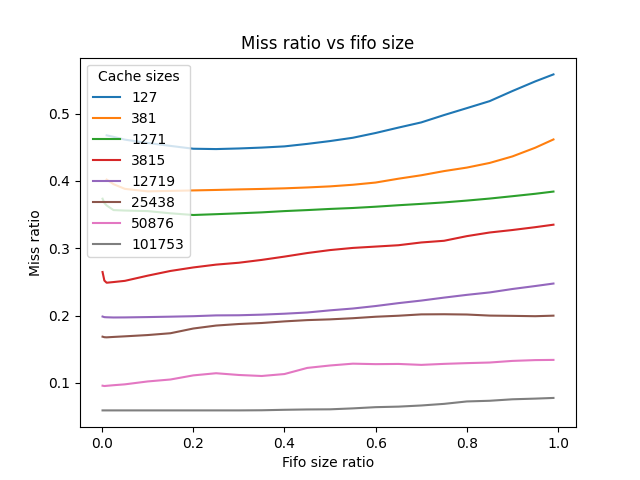 Miss ratio vs fifo size
Cache sizes
127
381
1271
3815
12719
25438
50876
101753
Miss ratio
0.5
0.4
0.3
0.2
0.1
0.0 0.2 0.4 0.6 0.8 1.0
Fifo size ratio